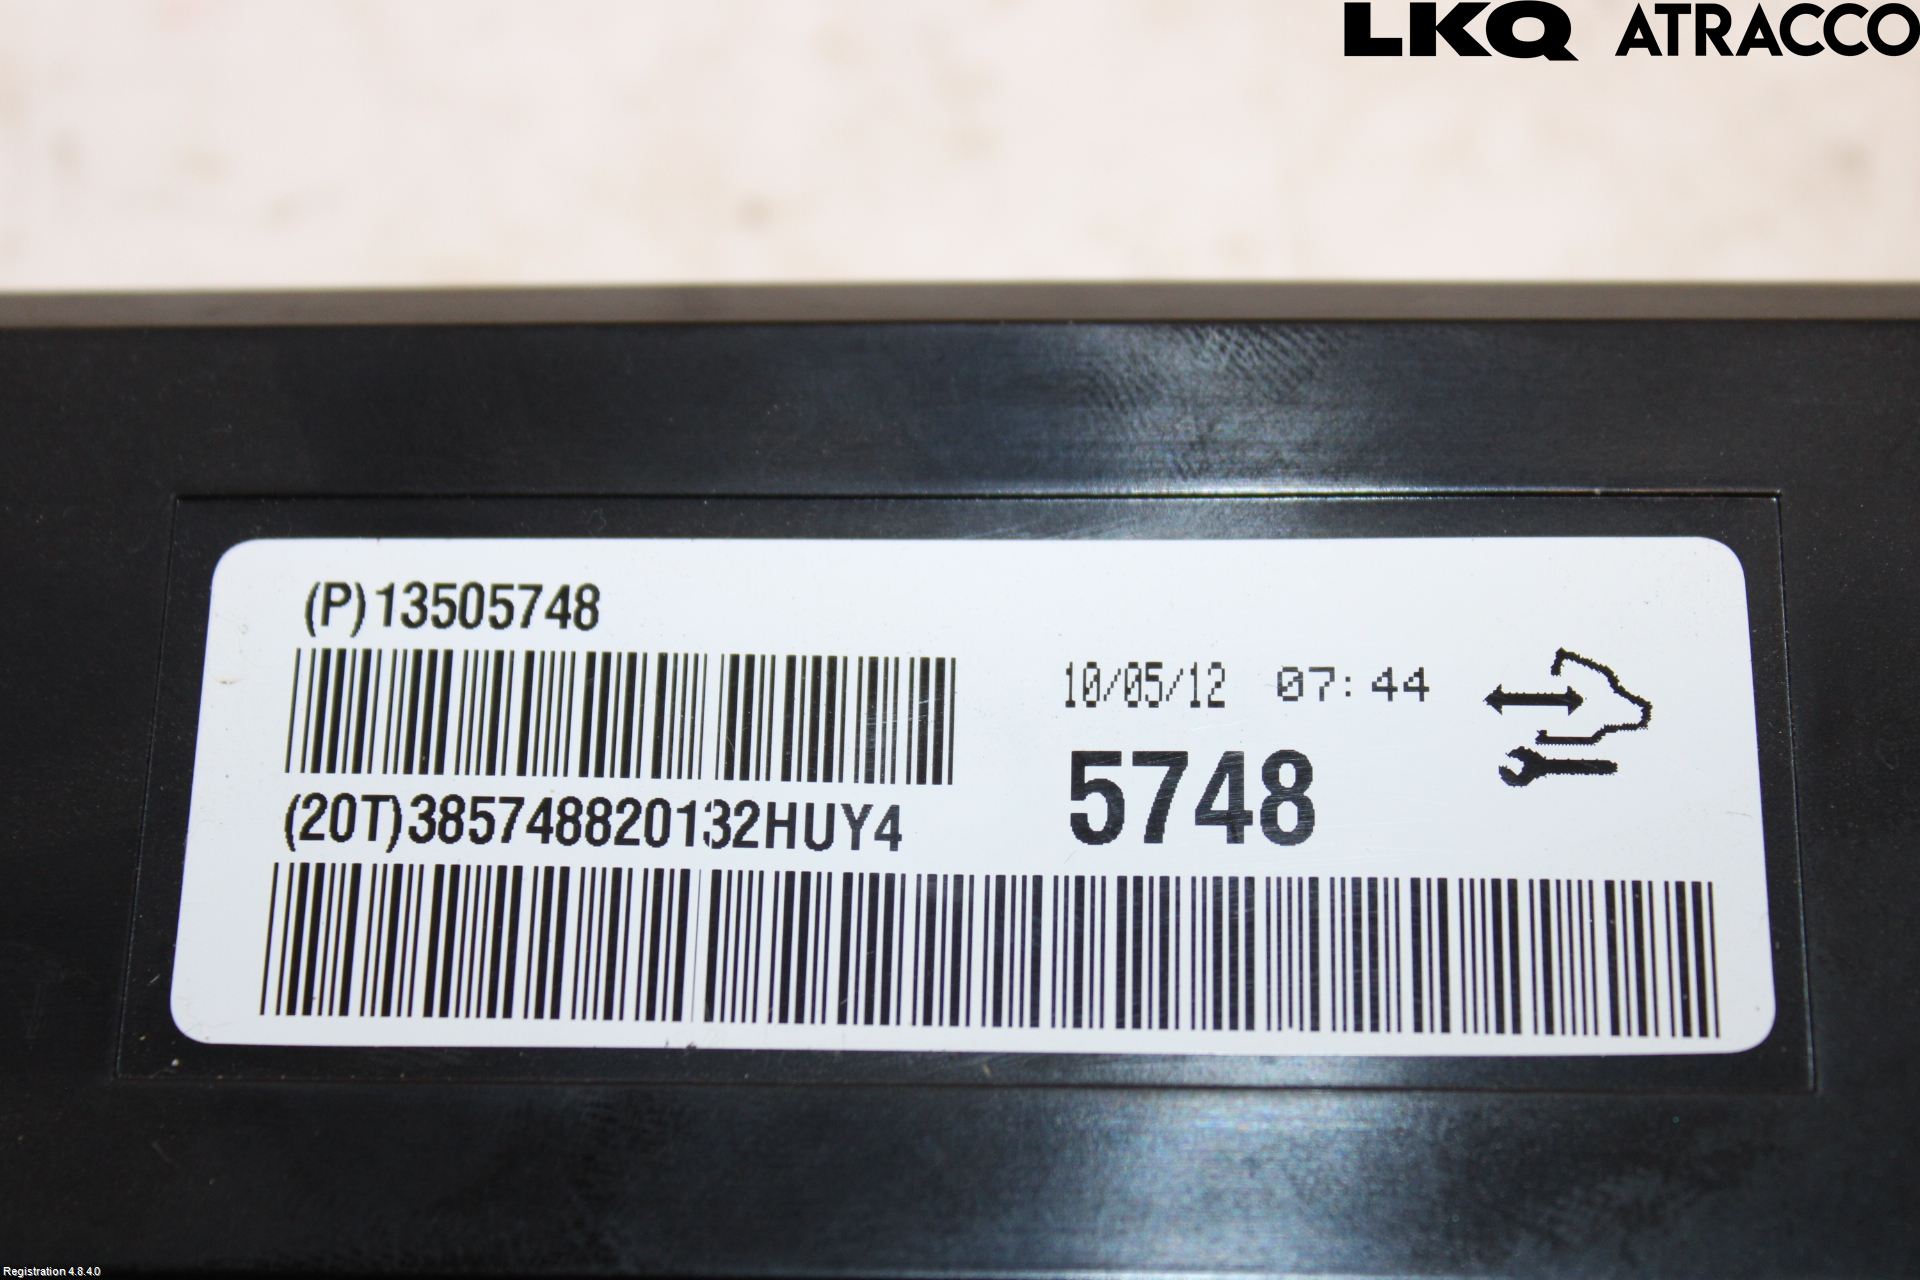 LKQ ATRACCO
(P)13505748
10/05/12 07:44
5748
(20T)385748820132HUY4
Registration 4.8.4.0